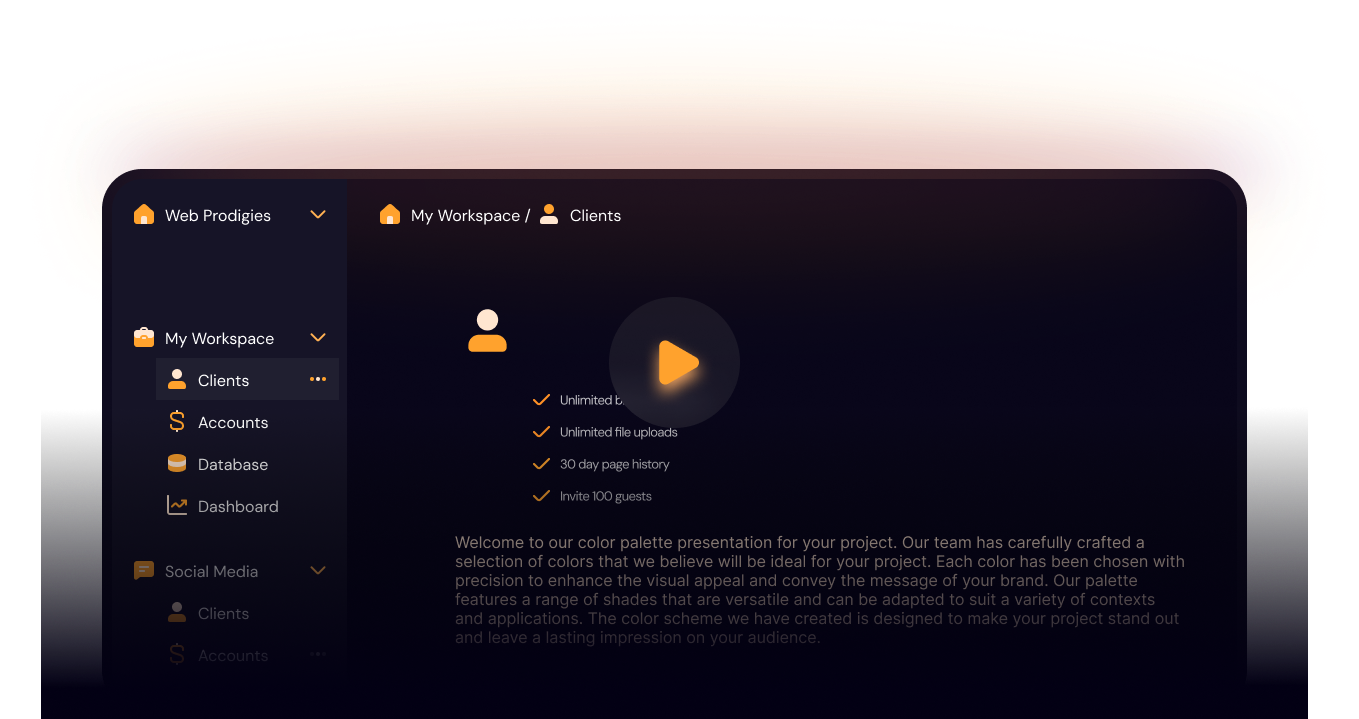 Web Prodigies
My Workspace / Clients
My Workspace
Clients
Accounts
Database
Dashboard
Social Media
Clients
Accounts
Unlimited
Unlimited file uploads
30 day page history
Invite 100 guests
Welcome to our color palette presentation for your project. Our team has carefully crafted a
selection of colors that we believe will be ideal for your project. Each color has been chosen with
precision to enhance the visual appeal and convey the message of your brand. Our palette
features a range of shades that are versatile and can be adapted to suit a variety of contexts
and applications. The color scheme we have created is designed to make your project stand out
and leave a lasting impression on your audience.